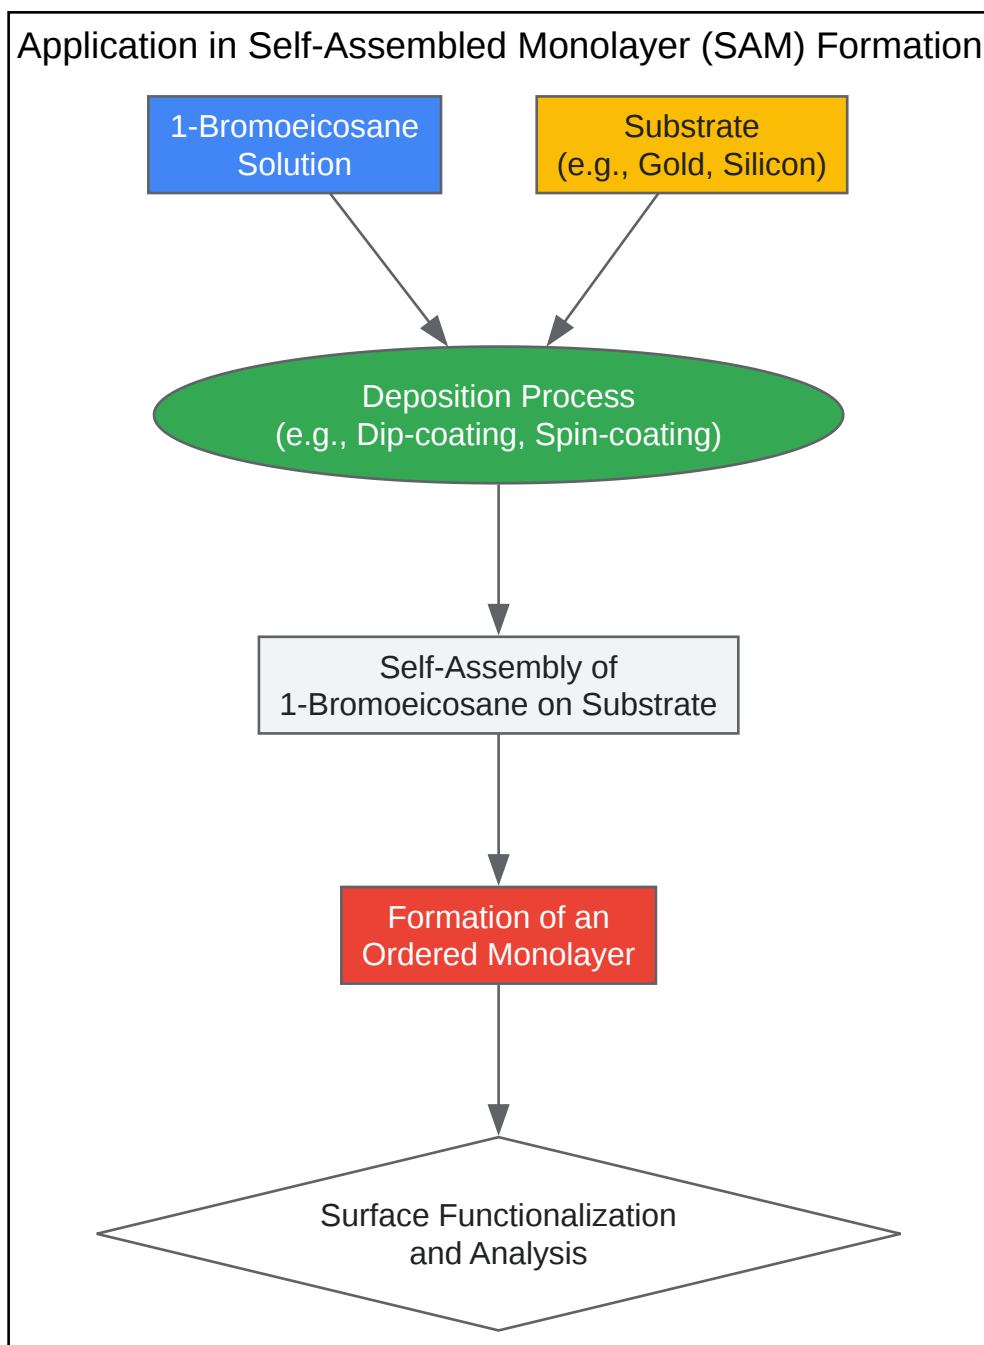 Application in Self-Assembled Monolayer (SAM) Formation
1-Bromoeicosane
Solution
Substrate
(e.g., Gold, Silicon)
Deposition Process
(e.g., Dip-coating, Spin-coating)
Self-Assembly of
1-Bromoeicosane on Substrate
Formation of an
Ordered Monolayer
Surface Functionalization
and Analysis